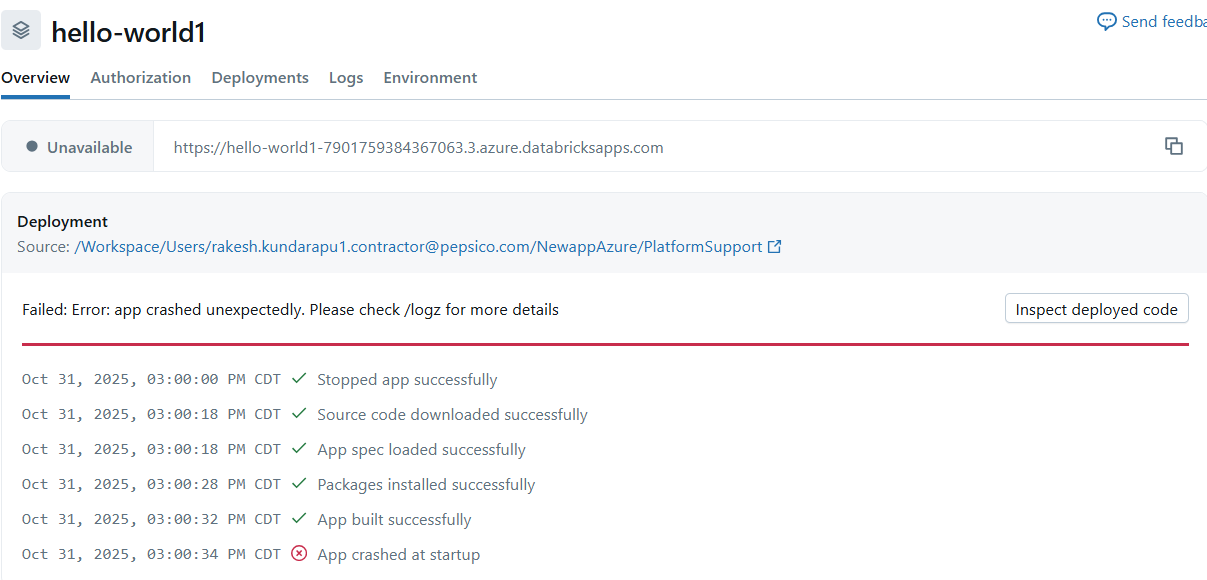 hello-world1
Send feedba
Overview Authorization Deployments Logs Environment
Unavailable https://hello-world1-7901759384367063.3.azure.databricksapps.com
Deployment
Source: /Workspace/Users/rakesh.kundarapu1.contractor@pepsico.com/NewappAzure/PlatformSupport
Failed: Error: app crashed unexpectedly. Please check /logz for more details
Inspect deployed code
Oct 31, 2025, 03:00:00 PM CDT Stopped app successfully
Oct 31, 2025, 03:00:18 PM CDT Source code downloaded successfully
Oct 31, 2025, 03:00:18 PM CDT App spec loaded successfully
Oct 31, 2025, 03:00:28 PM CDT Packages installed successfully
Oct 31, 2025, 03:00:32 PM CDT App built successfully
Oct 31, 2025, 03:00:34 PM CDT App crashed at startup